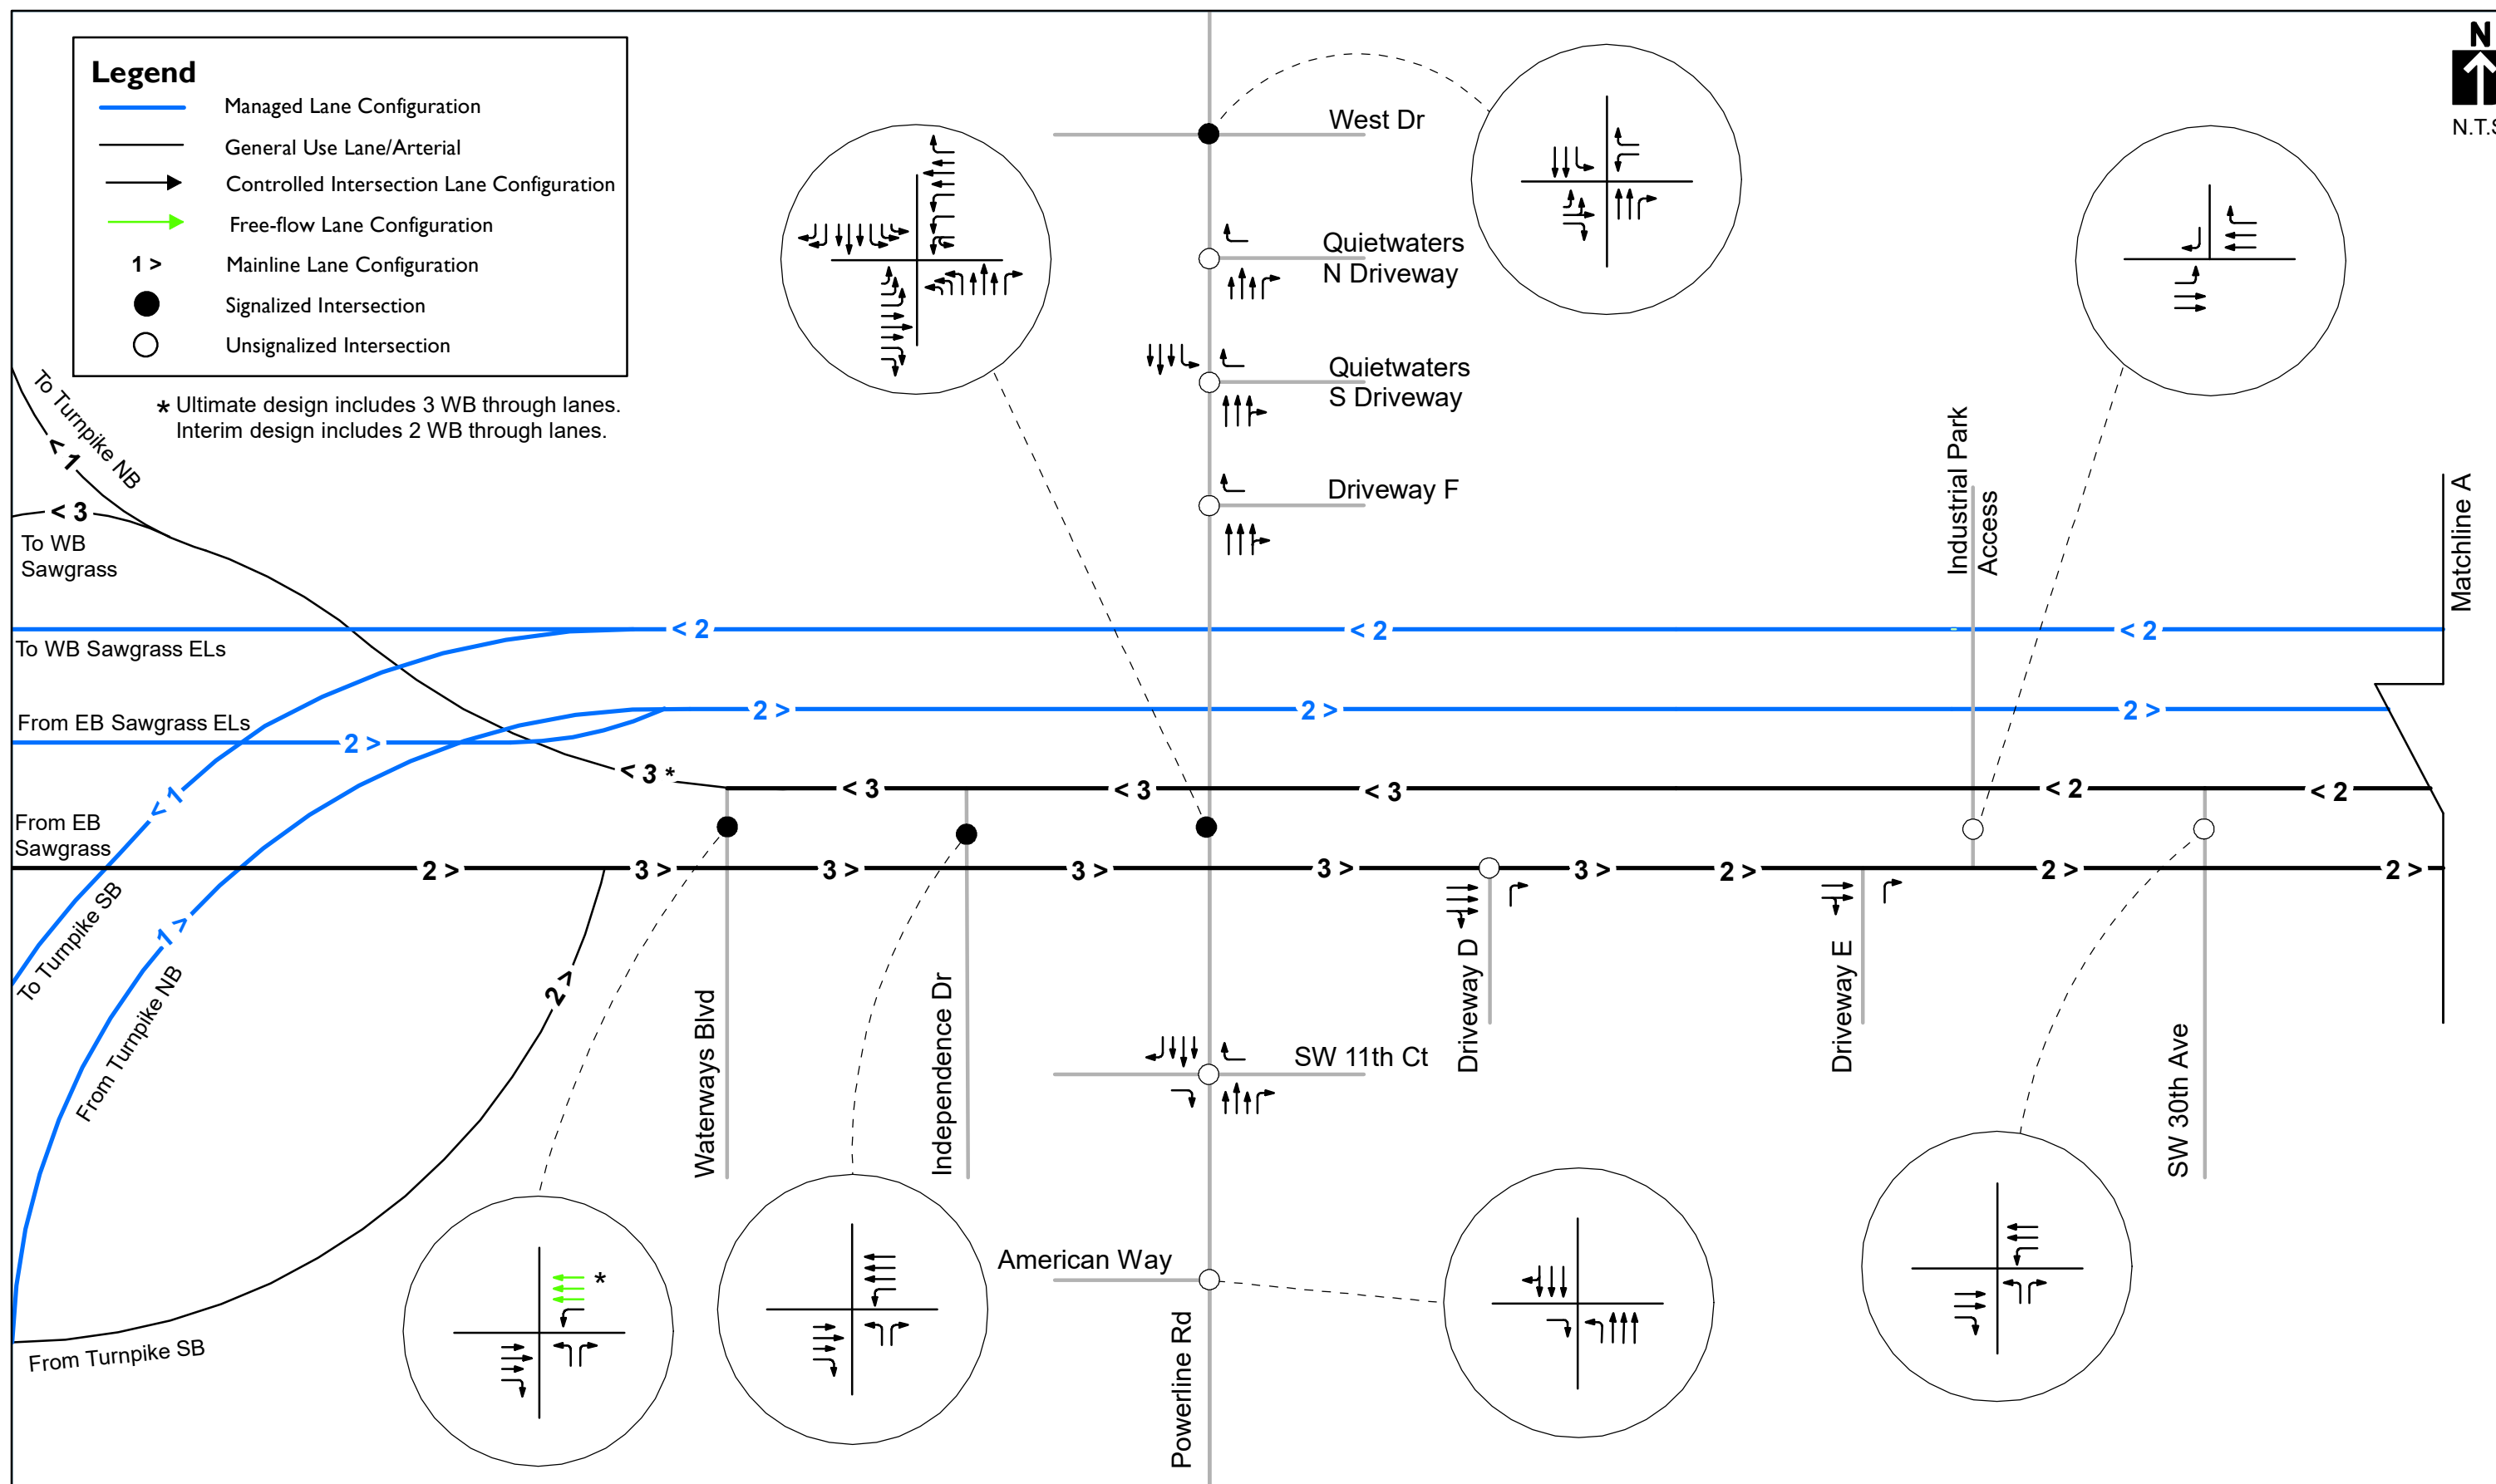 Legend
Managed Lane Configuration
General Use Lane/Arterial
Controlled Intersection Lane Configuration
Free-flow Lane Configuration
1 > Mainline Lane Configuration
Signalized Intersection
Unsignalized Intersection
* Ultimate design includes 3 WB through lanes.
Interim design includes 2 WB through lanes.
N
N.T.S
West Dr
Quietwaters
N Driveway
Quietwaters
S Driveway
Driveway F
Industrial Park
Access
Matchline A
To Turnpike NB
< 1
< 3
To WB
Sawgrass
< 2
< 2
< 2
To WB Sawgrass ELs
From EB Sawgrass ELs
2 >
2 >
2 >
2 >
< 3 *
< 3
< 3
< 3
< 2
< 2
< 1
From EB
Sawgrass
2 >
3 >
3 >
3 >
3 >
3 >
2 >
2 >
2 >
To Turnpike SB
1 >
From Turnpike NB
2 >
From Turnpike SB
Waterways Blvd
Independence Dr
Driveway D
Driveway E
SW 30th Ave
SW 11th Ct
American Way
Powerline Rd
*